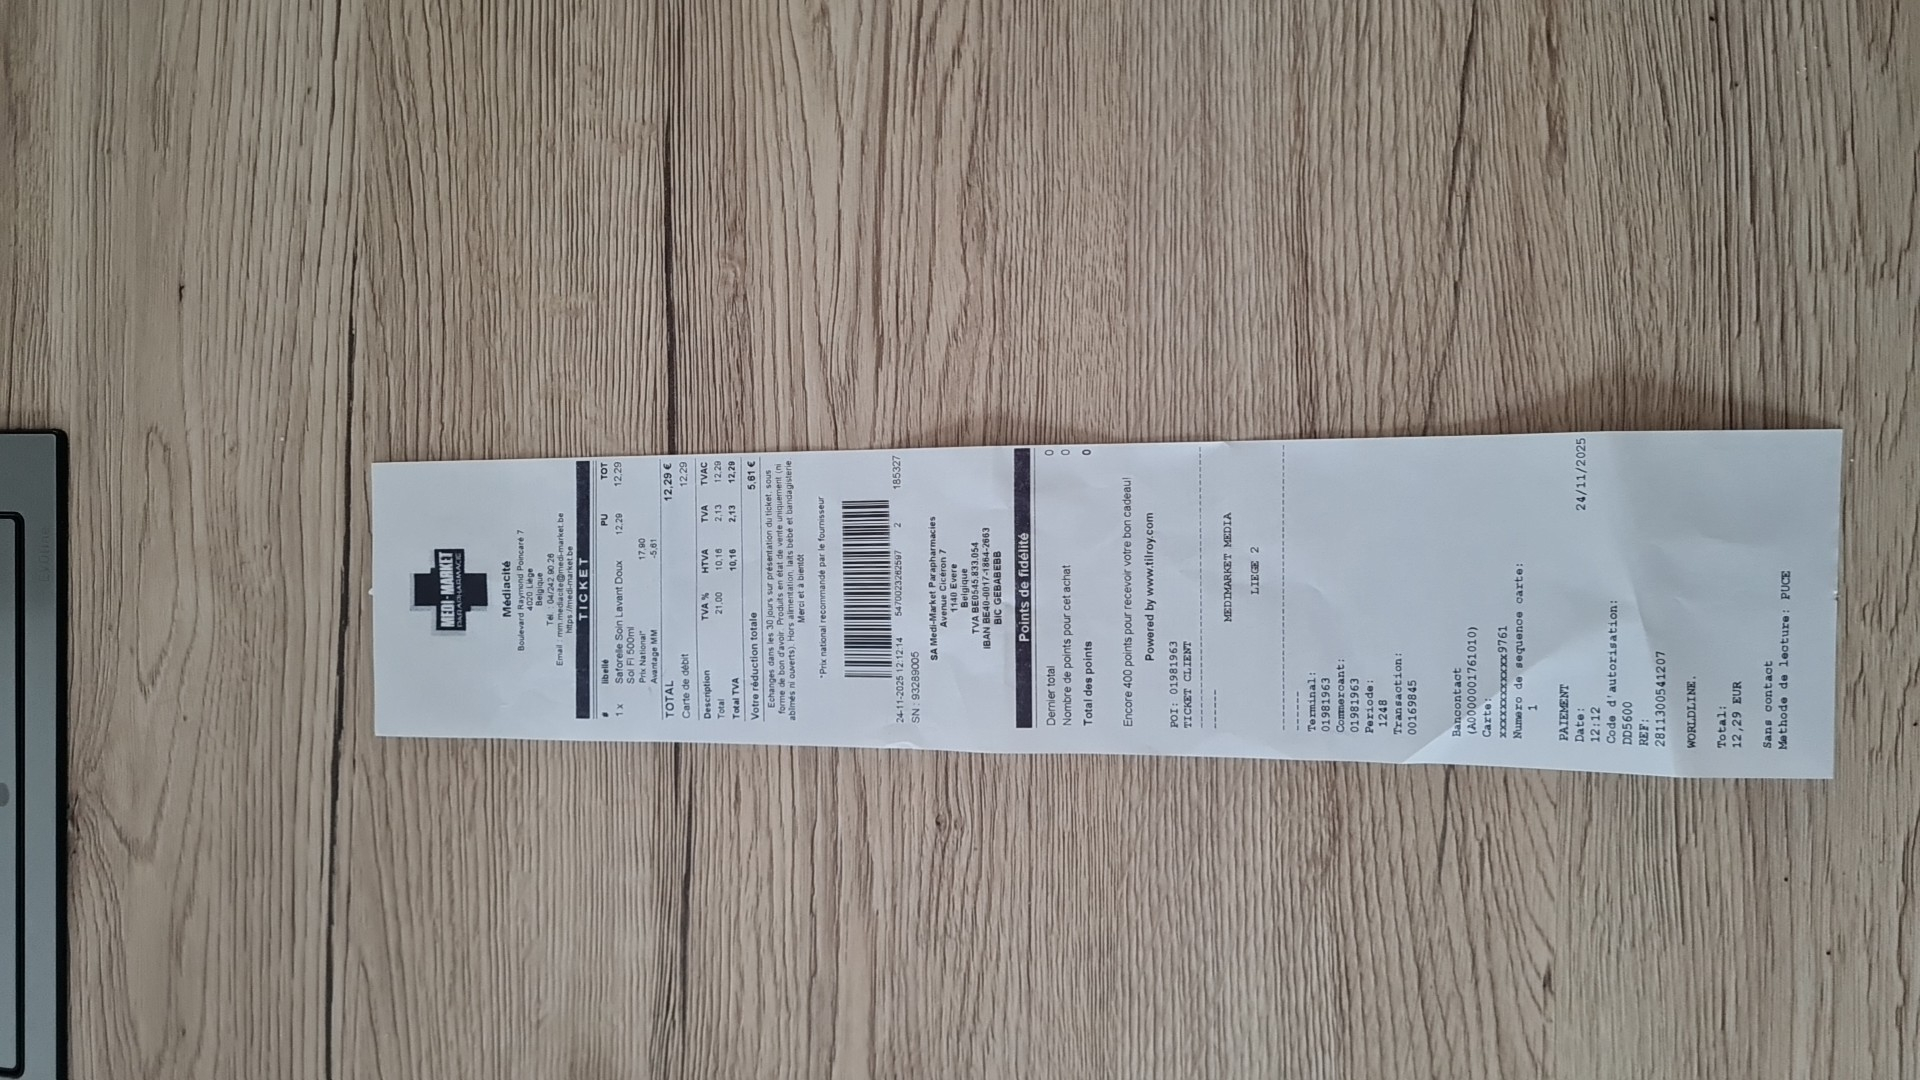 MEDI-MARKET
PARAPHARMACIE
Médiacité
Boulevard Raymond Poincaré 7
4020 Liège
Belgique
Tél. : 04/242.90.26
Email : mm.mediacite@medi-market.be
https://medi-market.be
TICKET
# libellé PU TOT
1 x Saforelle Soin Lavant Doux 12,29 12,29
Sol Fl 500ml
Prix National* 17,90
Avantage MM -5,61
TOTAL 12,29 €
Carte de débit 12,29
Description TVA % HTVA TVA TVAC
Total 21,00 10,16 2,13 12,29
Total TVA 10,16 2,13 12,29
Votre réduction totale 5,61 €
Echanges dans les 30 jours sur présentation du ticket, sous
forme de bon d'avoir. Produits en état de vente uniquement (ni
abîmés ni ouverts). Hors alimentation, laits bébé et bandagisterie.
Merci et à bientôt
*Prix national recommandé par le fournisseur
24-11-2025 12:12:14 2 185327
SN : 93289005
SA Medi-Market Parapharmacies
Avenue Cicéron 7
1140 Evere
Belgique
TVA BE0545.833.054
IBAN BE40-0017-1864-2663
BIC GEBABEBB
Points de fidélité
Dernier total 0
Nombre de points pour cet achat 0
Total des points 0
Encore 400 points pour recevoir votre bon cadeau!
Powered by www.tilroy.com
POI: 01981963
TICKET CLIENT
MEDIMARKET MEDIA
LIEGE 2
Terminal:
01981963
Commercant:
01981963
Periode:
1248
Transaction:
00169845
Bancontact
(A0000001761010)
Carte:
xxxxxxxxxxxxx9761
Numero de sequence carte:
1
PAIEMENT
Date: 24/11/2025
12:12
Code d'autorisation:
DD5600
REF:
281130054​1207
WORLDLINE.
Total:
12,29 EUR
Sans contact
Methode de lecture: PUCE